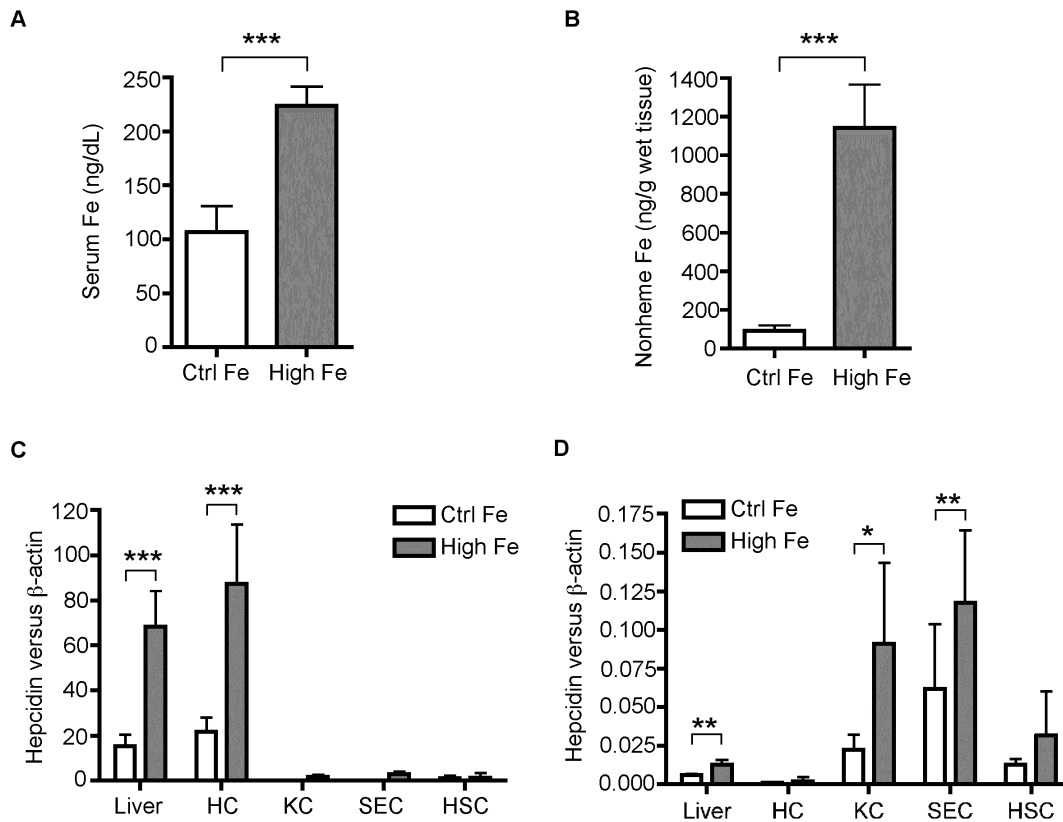 A
***
Serum Fe (ng/dL)
250
200
150
100
50
0
Ctrl Fe
High Fe
B
***
Nonheme Fe (ng/g wet tissue)
1400
1200
1000
800
600
400
200
0
Ctrl Fe
High Fe
C
Hepcidin versus β-actin
120
100
80
60
40
20
0
***
***
Ctrl Fe
High Fe
Liver
HC
KC
SEC
HSC
D
Hepcidin versus β-actin
0.175
0.150
0.125
0.100
0.075
0.050
0.025
0.000
Ctrl Fe
High Fe
**
*
**
Liver
HC
KC
SEC
HSC